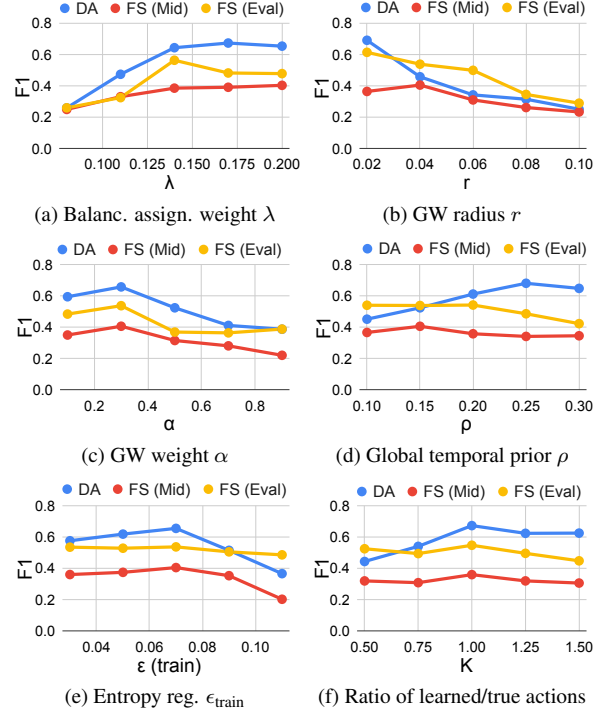 DA FS (Mid) FS (Eval)
0.8
0.6
0.4
0.2
0.0
F1
0.100 0.125 0.150 0.175 0.200
λ
(a) Balanc. assign. weight λ
DA FS (Mid) FS (Eval)
0.8
0.6
0.4
0.2
0.0
F1
0.02 0.04 0.06 0.08 0.10
r
(b) GW radius r
DA FS (Mid) FS (Eval)
0.8
0.6
0.4
0.2
0.0
F1
0.2 0.4 0.6 0.8
α
(c) GW weight α
DA FS (Mid) FS (Eval)
0.8
0.6
0.4
0.2
0.0
F1
0.10 0.15 0.20 0.25 0.30
ρ
(d) Global temporal prior ρ
DA FS (Mid) FS (Eval)
0.8
0.6
0.4
0.2
0.0
F1
0.04 0.06 0.08 0.10
ε (train)
(e) Entropy reg. ϵtrain
DA FS (Mid) FS (Eval)
0.8
0.6
0.4
0.2
0.0
F1
0.50 0.75 1.00 1.25 1.50
K
(f) Ratio of learned/true actions